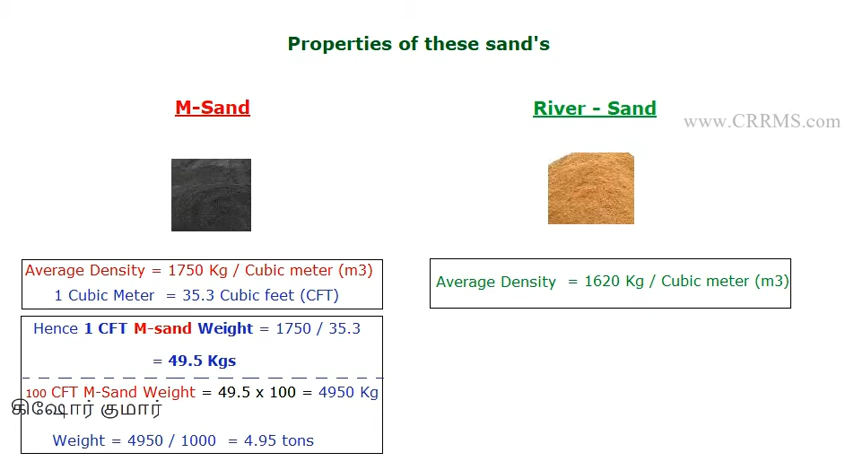 Properties of these sand's
M-Sand
River - Sand
www.CRRMS.com
Average Density = 1750 Kg / Cubic meter (m3)
1 Cubic Meter = 35.3 Cubic feet (CFT)
Average Density = 1620 Kg / Cubic meter (m3)
Hence 1 CFT M-sand Weight = 1750 / 35.3
= 49.5 Kgs
100 CFT M-Sand Weight = 49.5 x 100 = 4950 Kg
கிஷோர் குமார்
Weight = 4950 / 1000 = 4.95 tons